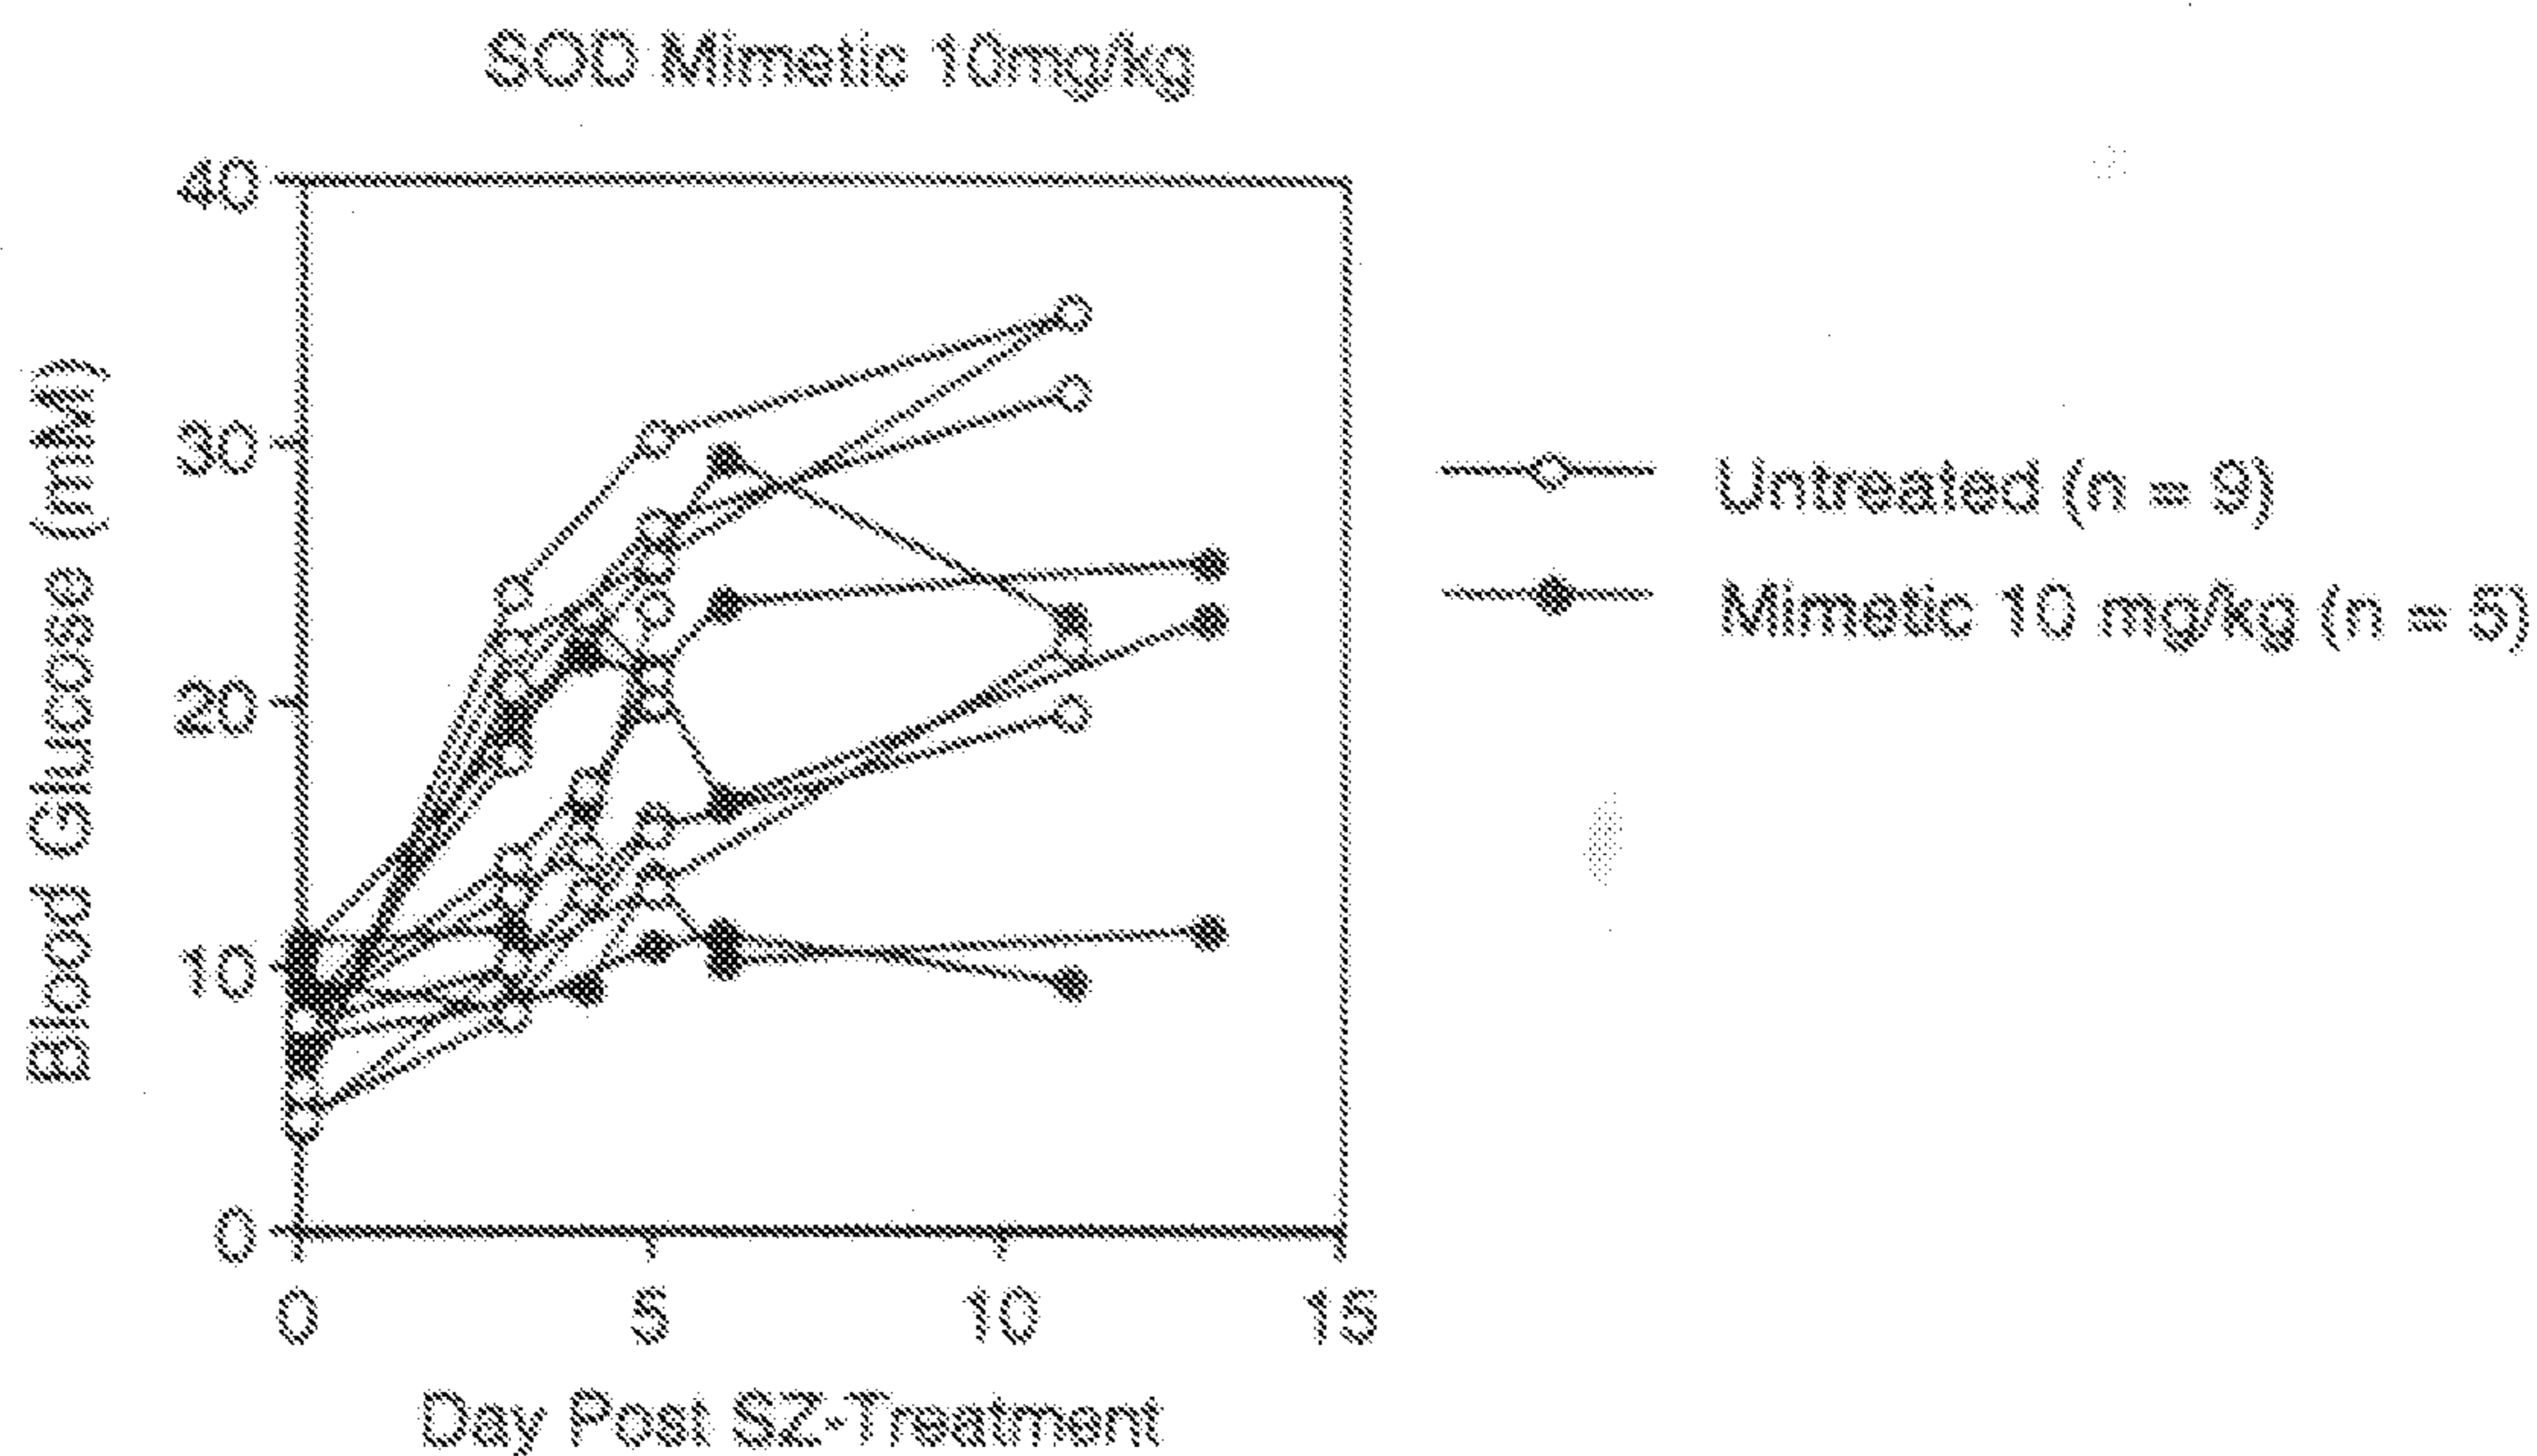 SOD Mimetic 10mg/kg
40
30
20
10
0
Blood Glucose (mM)
0 5 10 15
Day Post SZ-Treatment
Untreated (n = 9)
Mimetic 10 mg/kg (n = 5)